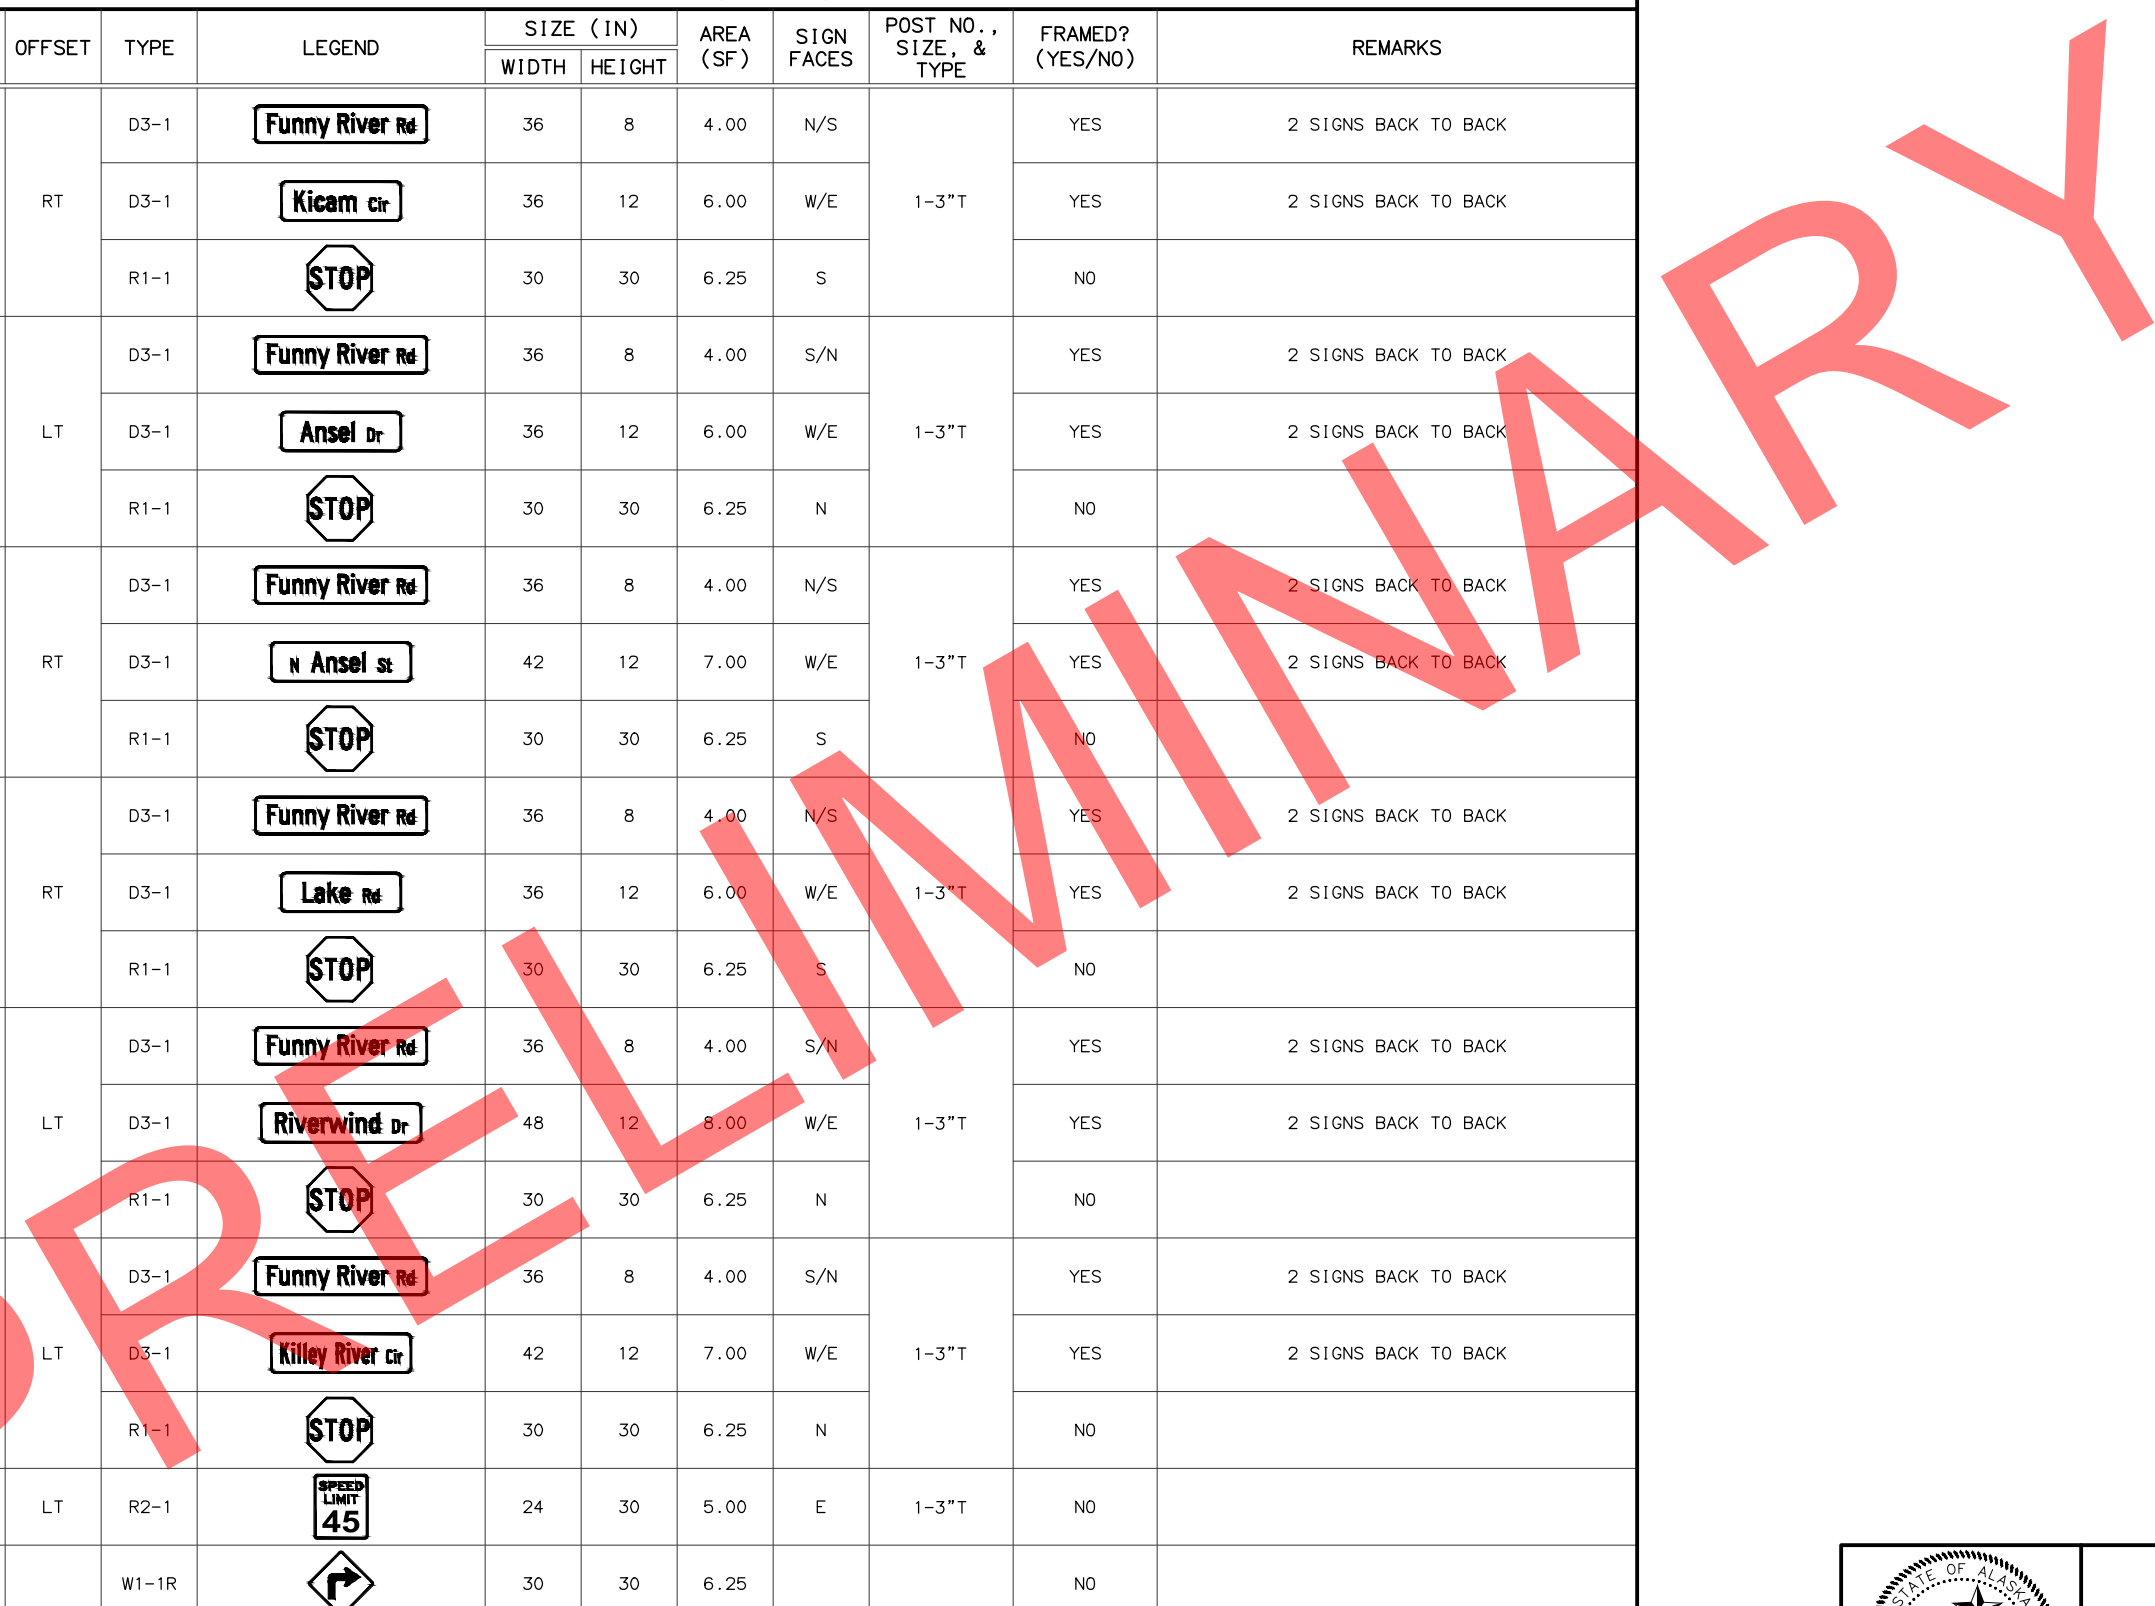 OFFSET TYPE LEGEND SIZE (IN) WIDTH HEIGHT AREA (SF) SIGN FACES POST NO., SIZE, & TYPE FRAMED? (YES/NO) REMARKS
D3-1 Funny River Rd 36 8 4.00 N/S YES 2 SIGNS BACK TO BACK
RT D3-1 Kicam Cir 36 12 6.00 W/E 1-3"T YES 2 SIGNS BACK TO BACK
R1-1 STOP 30 30 6.25 S NO
D3-1 Funny River Rd 36 8 4.00 S/N YES 2 SIGNS BACK TO BACK
LT D3-1 Ansel Dr 36 12 6.00 W/E 1-3"T YES 2 SIGNS BACK TO BACK
R1-1 STOP 30 30 6.25 N NO
D3-1 Funny River Rd 36 8 4.00 N/S YES 2 SIGNS BACK TO BACK
RT D3-1 N Ansel St 42 12 7.00 W/E 1-3"T YES 2 SIGNS BACK TO BACK
R1-1 STOP 30 30 6.25 S NO
D3-1 Funny River Rd 36 8 4.00 N/S YES 2 SIGNS BACK TO BACK
RT D3-1 Lake Rd 36 12 6.00 W/E 1-3"T YES 2 SIGNS BACK TO BACK
R1-1 STOP 30 30 6.25 S NO
D3-1 Funny River Rd 36 8 4.00 S/N YES 2 SIGNS BACK TO BACK
LT D3-1 Riverwind Dr 48 12 8.00 W/E 1-3"T YES 2 SIGNS BACK TO BACK
R1-1 STOP 30 30 6.25 N NO
D3-1 Funny River Rd 36 8 4.00 S/N YES 2 SIGNS BACK TO BACK
LT D3-1 Killey River Cir 42 12 7.00 W/E 1-3"T YES 2 SIGNS BACK TO BACK
R1-1 STOP 30 30 6.25 N NO
LT R2-1 SPEED LIMIT 45 24 30 5.00 E 1-3"T NO
W1-1R 30 30 6.25 NO
PRELIMINARY
STATE OF ALASKA